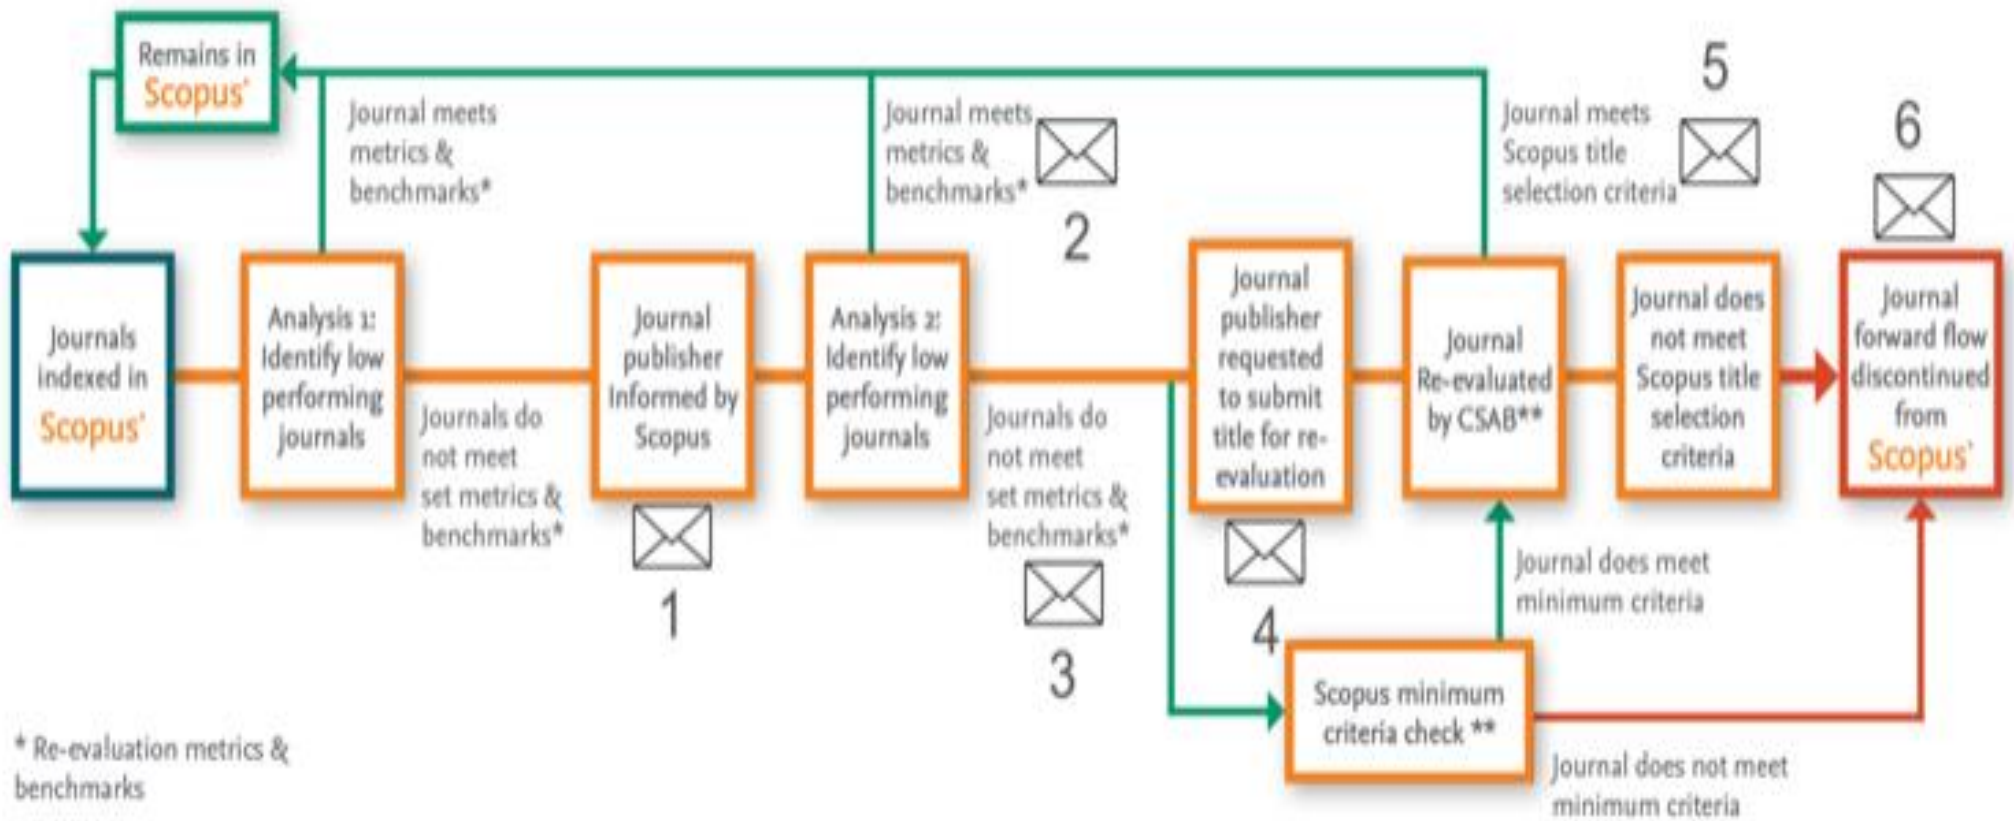 Remains in
Scopus'
Journal meets
metrics &
benchmarks*
Journal meets
metrics &
benchmarks*
2
Journal meets
Scopus title
selection criteria
5
6
Journals
indexed in
Scopus'
Analysis 1:
Identify low
performing
journals
Journals do
not meet
set metrics &
benchmarks*
Journal
publisher
Informed by
Scopus
1
Analysis 2:
Identify low
performing
journals
Journals do
not meet
set metrics &
benchmarks*
3
Journal
publisher
requested
to submit
title for re-
evaluation
4
Journal
Re-evaluated
by CSAB**
Journal does
not meet
Scopus title
selection
criteria
Journal
forward flow
discontinued
from
Scopus'
Journal does meet
minimum criteria
Scopus minimum
criteria check **
Journal does not meet
minimum criteria
* Re-evaluation metrics &
benchmarks